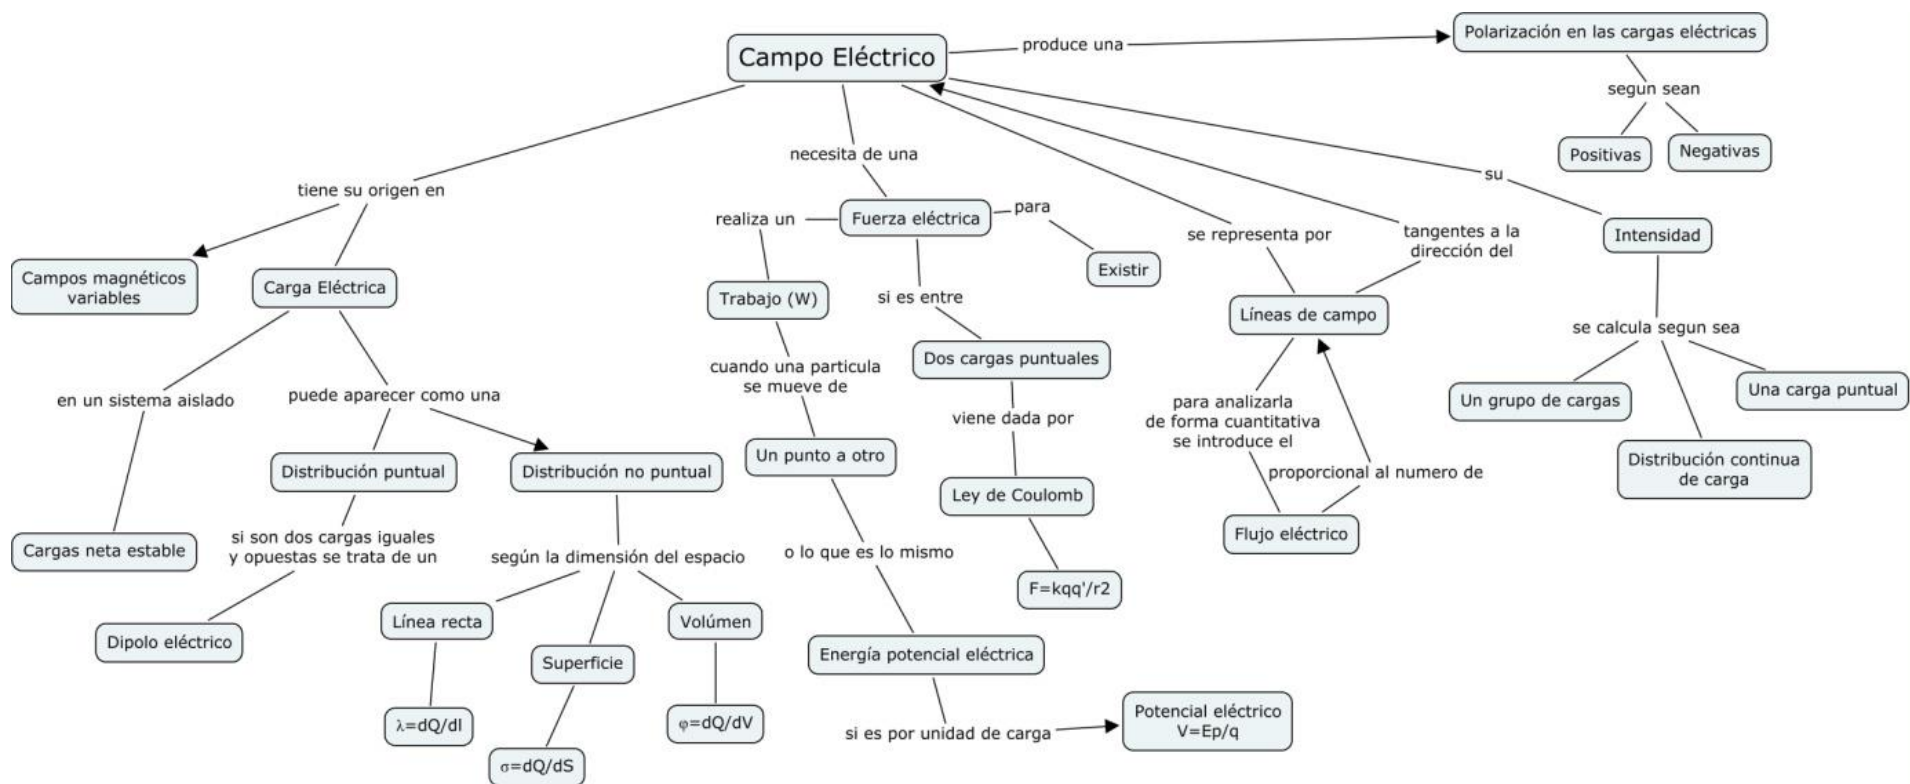 Campo Eléctrico
produce una
Polarización en las cargas eléctricas
segun sean
Positivas
Negativas
tiene su origen en
Campos magnéticos
variables
Carga Eléctrica
en un sistema aislado
Cargas neta estable
puede aparecer como una
Distribución puntual
si son dos cargas iguales
y opuestas se trata de un
Dipolo eléctrico
Distribución no puntual
según la dimensión del espacio
Línea recta
λ=dQ/dl
Superficie
σ=dQ/dS
Volúmen
φ=dQ/dV
necesita de una
Fuerza eléctrica
para
Existir
realiza un
Trabajo (W)
cuando una particula
se mueve de
Un punto a otro
o lo que es lo mismo
Energía potencial eléctrica
si es por unidad de carga
Potencial eléctrico
V=Ep/q
si es entre
Dos cargas puntuales
viene dada por
Ley de Coulomb
F=kqq'/r2
se representa por
Líneas de campo
tangentes a la
dirección del
para analizarla
de forma cuantitativa
se introduce el
Flujo eléctrico
proporcional al numero de
su
Intensidad
se calcula segun sea
Un grupo de cargas
Distribución continua
de carga
Una carga puntual